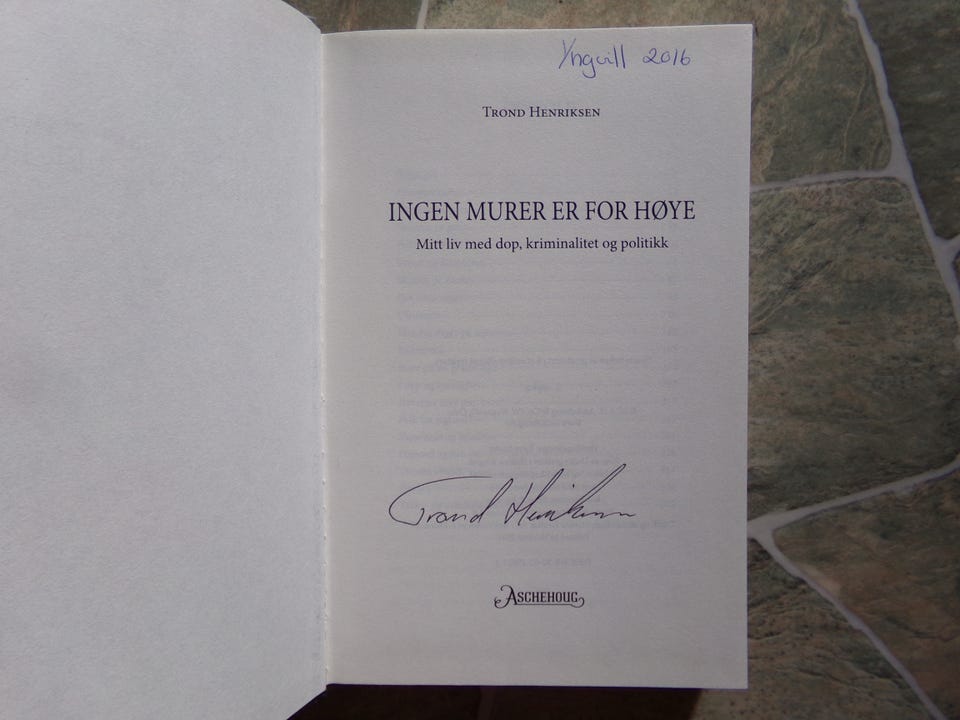 Yngvill 2016
TROND HENRIKSEN
INGEN MURER ER FOR HØYE
Mitt liv med dop, kriminalitet og politikk
Trond Henriksen
ASCHEHOUG